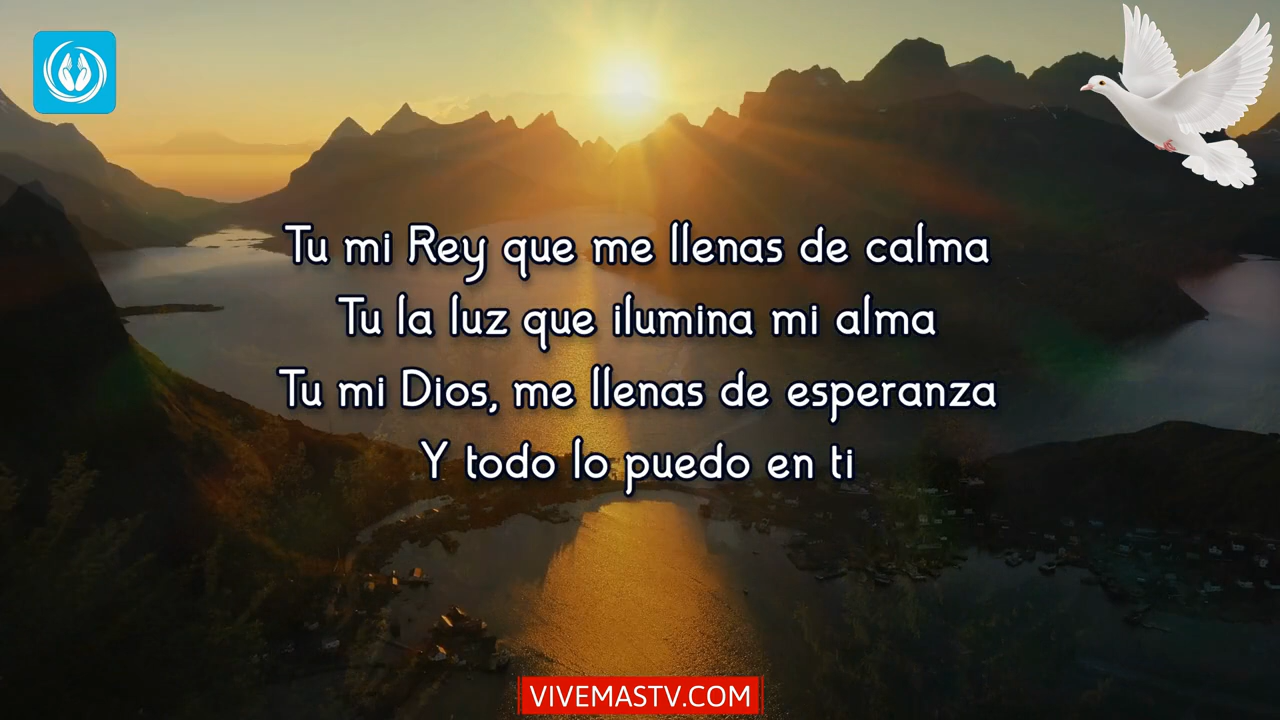 Tu mi Rey que me llenas de calma
Tu la luz que ilumina mi alma
Tu mi Dios, me llenas de esperanza
Y todo lo puedo en ti
VIVEMASTV.COM